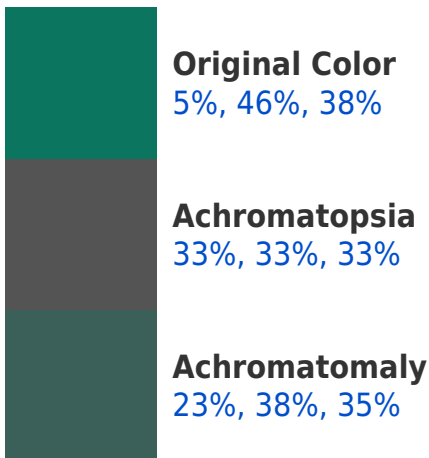 Original Color
5%, 46%, 38%
Achromatopsia
33%, 33%, 33%
Achromatomaly
23%, 38%, 35%